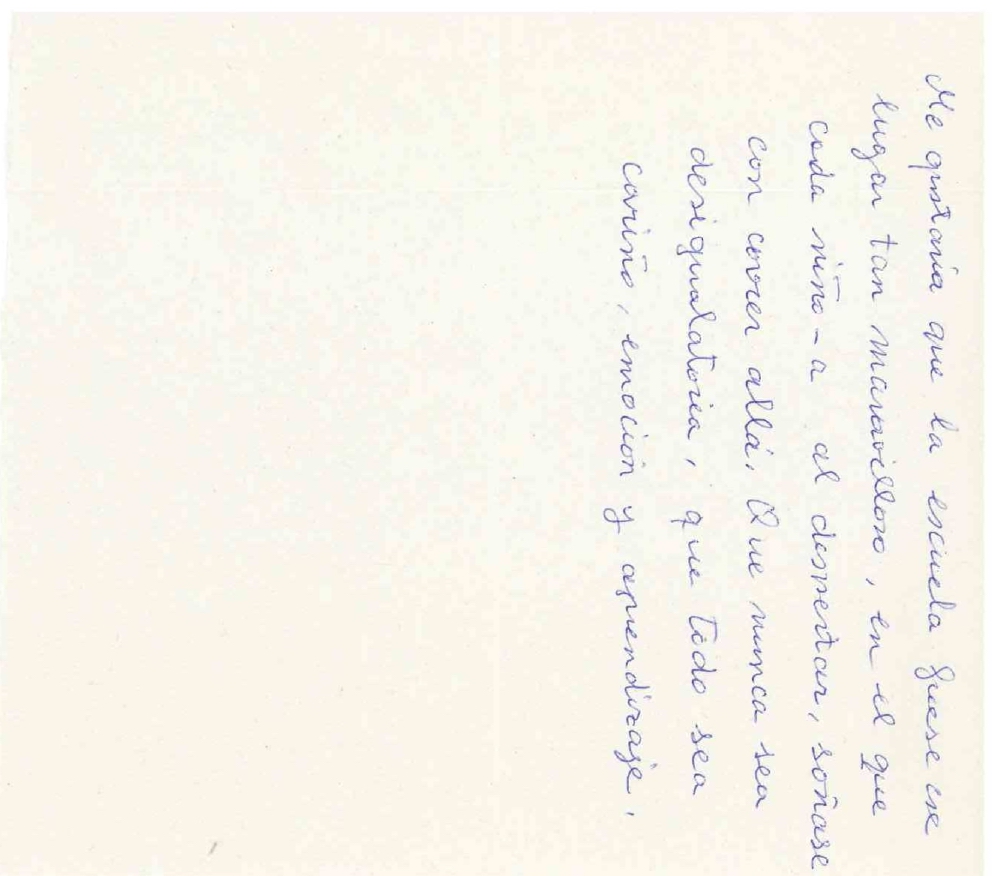 Me gustaría que la escuela fuese ese
lugar tan maravilloso, en el que
cada niño-a al despertar, soñase
con correr allá. Que nunca sea
desigualatoria, que todo sea
cariño, emoción y aprendizaje.